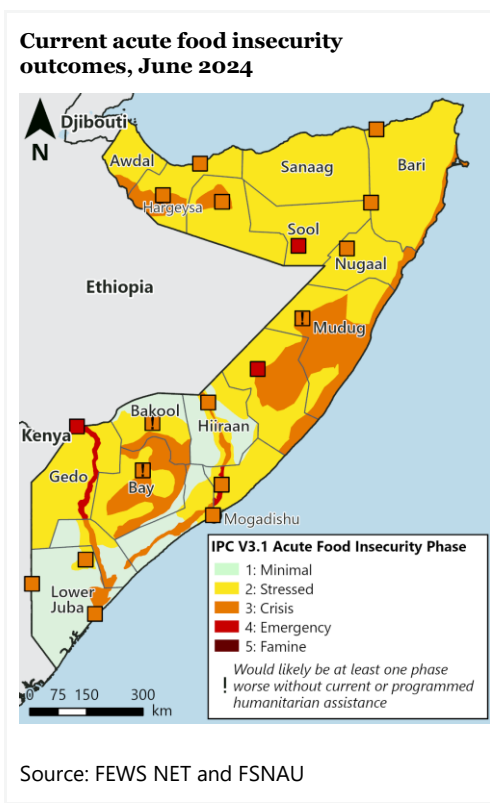 Current acute food insecurity
outcomes, June 2024
N
Djibouti
Awdal
Sanaag
Bari
Hargeysa
Sool
Nugaal
Ethiopia
! Mudug
Bakool
!
Hiiraan
Kenya
Gedo
!
Bay
Mogadishu
Lower
Juba
IPC V3.1 Acute Food Insecurity Phase
1: Minimal
2: Stressed
3: Crisis
4: Emergency
5: Famine
Would likely be at least one phase
! worse without current or programmed
humanitarian assistance
0 75 150 300
km
Source: FEWS NET and FSNAU